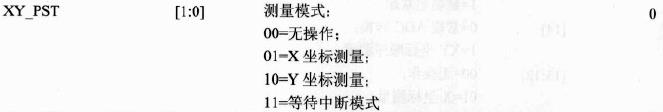 XY_PST [1:0] 测量模式: 0
00=无操作;
01=X 坐标测量;
10=Y 坐标测量;
11=等待中断模式